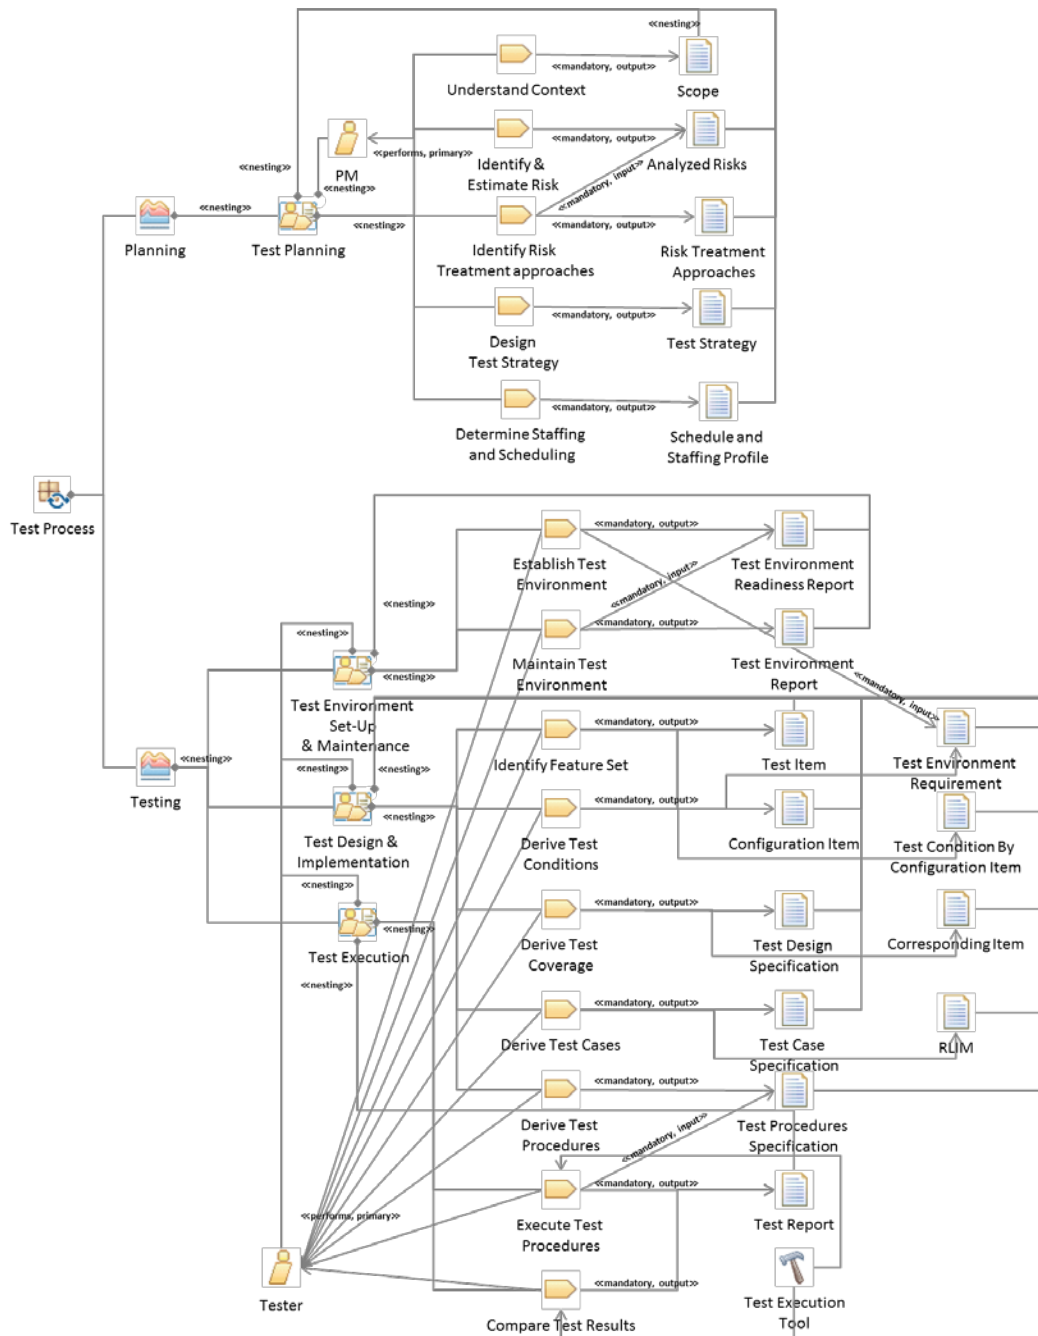 «nesting»
«mandatory, output»
Understand Context
Scope
«mandatory, output»
«performs, primary»
«nesting»
PM
Identify &
Estimate Risk
«mandatory, input»
Analyzed Risks
«nesting»
«nesting»
«nesting»
«mandatory, output»
Planning
Test Planning
Identify Risk
Treatment approaches
Risk Treatment
Approaches
«mandatory, output»
Design
Test Strategy
Test Strategy
«mandatory, output»
Determine Staffing
and Scheduling
Schedule and
Staffing Profile
Test Process
«mandatory, output»
Establish Test
Environment
«mandatory, input»
Test Environment
Readiness Report
«nesting»
«nesting»
«mandatory, output»
Maintain Test
Environment
Test Environment
Report
«nesting»
«mandatory, input»
Test Environment
Set-Up
& Maintenance
«mandatory, output»
Identify Feature Set
Test Item
Test Environment
Requirement
«nesting»
«nesting»
«nesting»
Testing
«nesting»
«mandatory, output»
Test Design &
Implementation
Derive Test
Conditions
Configuration Item
Test Condition By
Configuration Item
«nesting»
«mandatory, output»
«nesting»
Test Execution
Derive Test
Coverage
Test Design
Specification
Corresponding Item
«nesting»
«mandatory, output»
Derive Test Cases
Test Case
Specification
RLIM
«mandatory, output»
Derive Test
Procedures
«mandatory, input»
Test Procedures
Specification
«mandatory, output»
«performs, primary»
Execute Test
Procedures
Test Report
«mandatory, output»
Tester
Compare Test Results
Test Execution
Tool